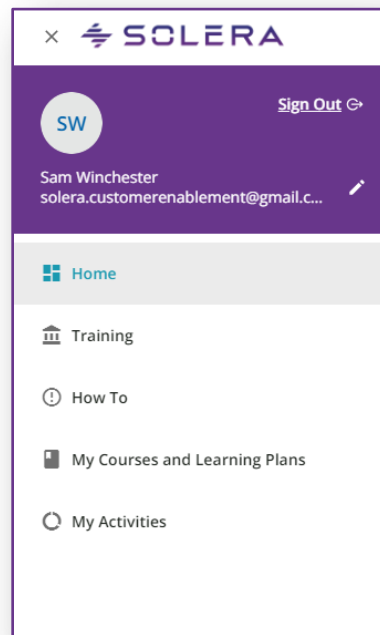 SOLERA
Sign Out
SW
Sam Winchester
solera.customerenablement@gmail.c...
Home
Training
How To
My Courses and Learning Plans
My Activities